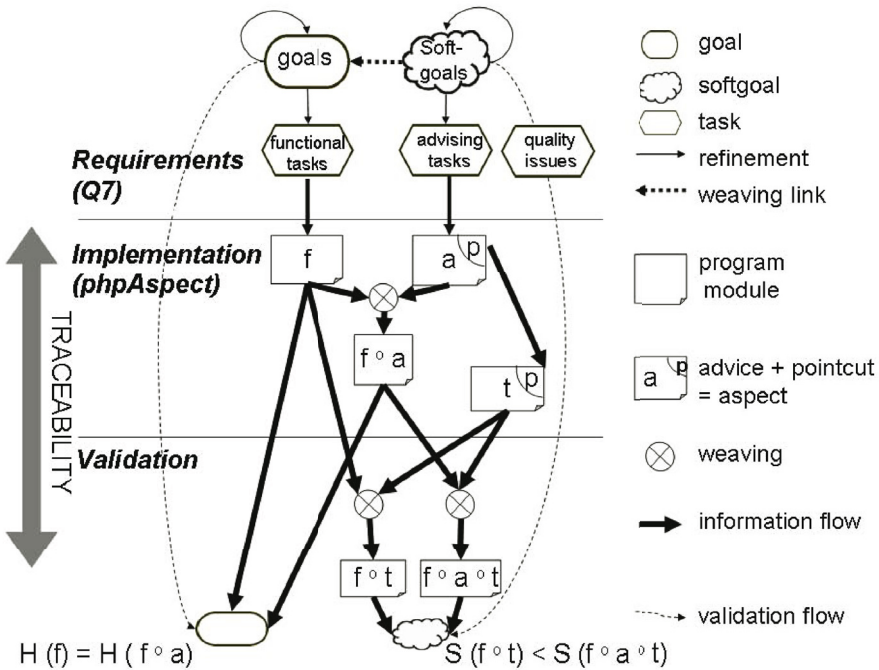 goals
Soft-
goals
functional
tasks
advising
tasks
quality
issues
Requirements
(Q7)
Implementation
(phpAspect)
f
a
p
f ∘ a
t
p
TRACEABILITY
Validation
f ∘ t
f ∘ a ∘ t
H (f) = H ( f ∘ a)
S (f ∘ t) < S (f ∘ a ∘ t)
goal
softgoal
task
refinement
weaving link
program
module
a
p
advice + pointcut
= aspect
weaving
information flow
validation flow